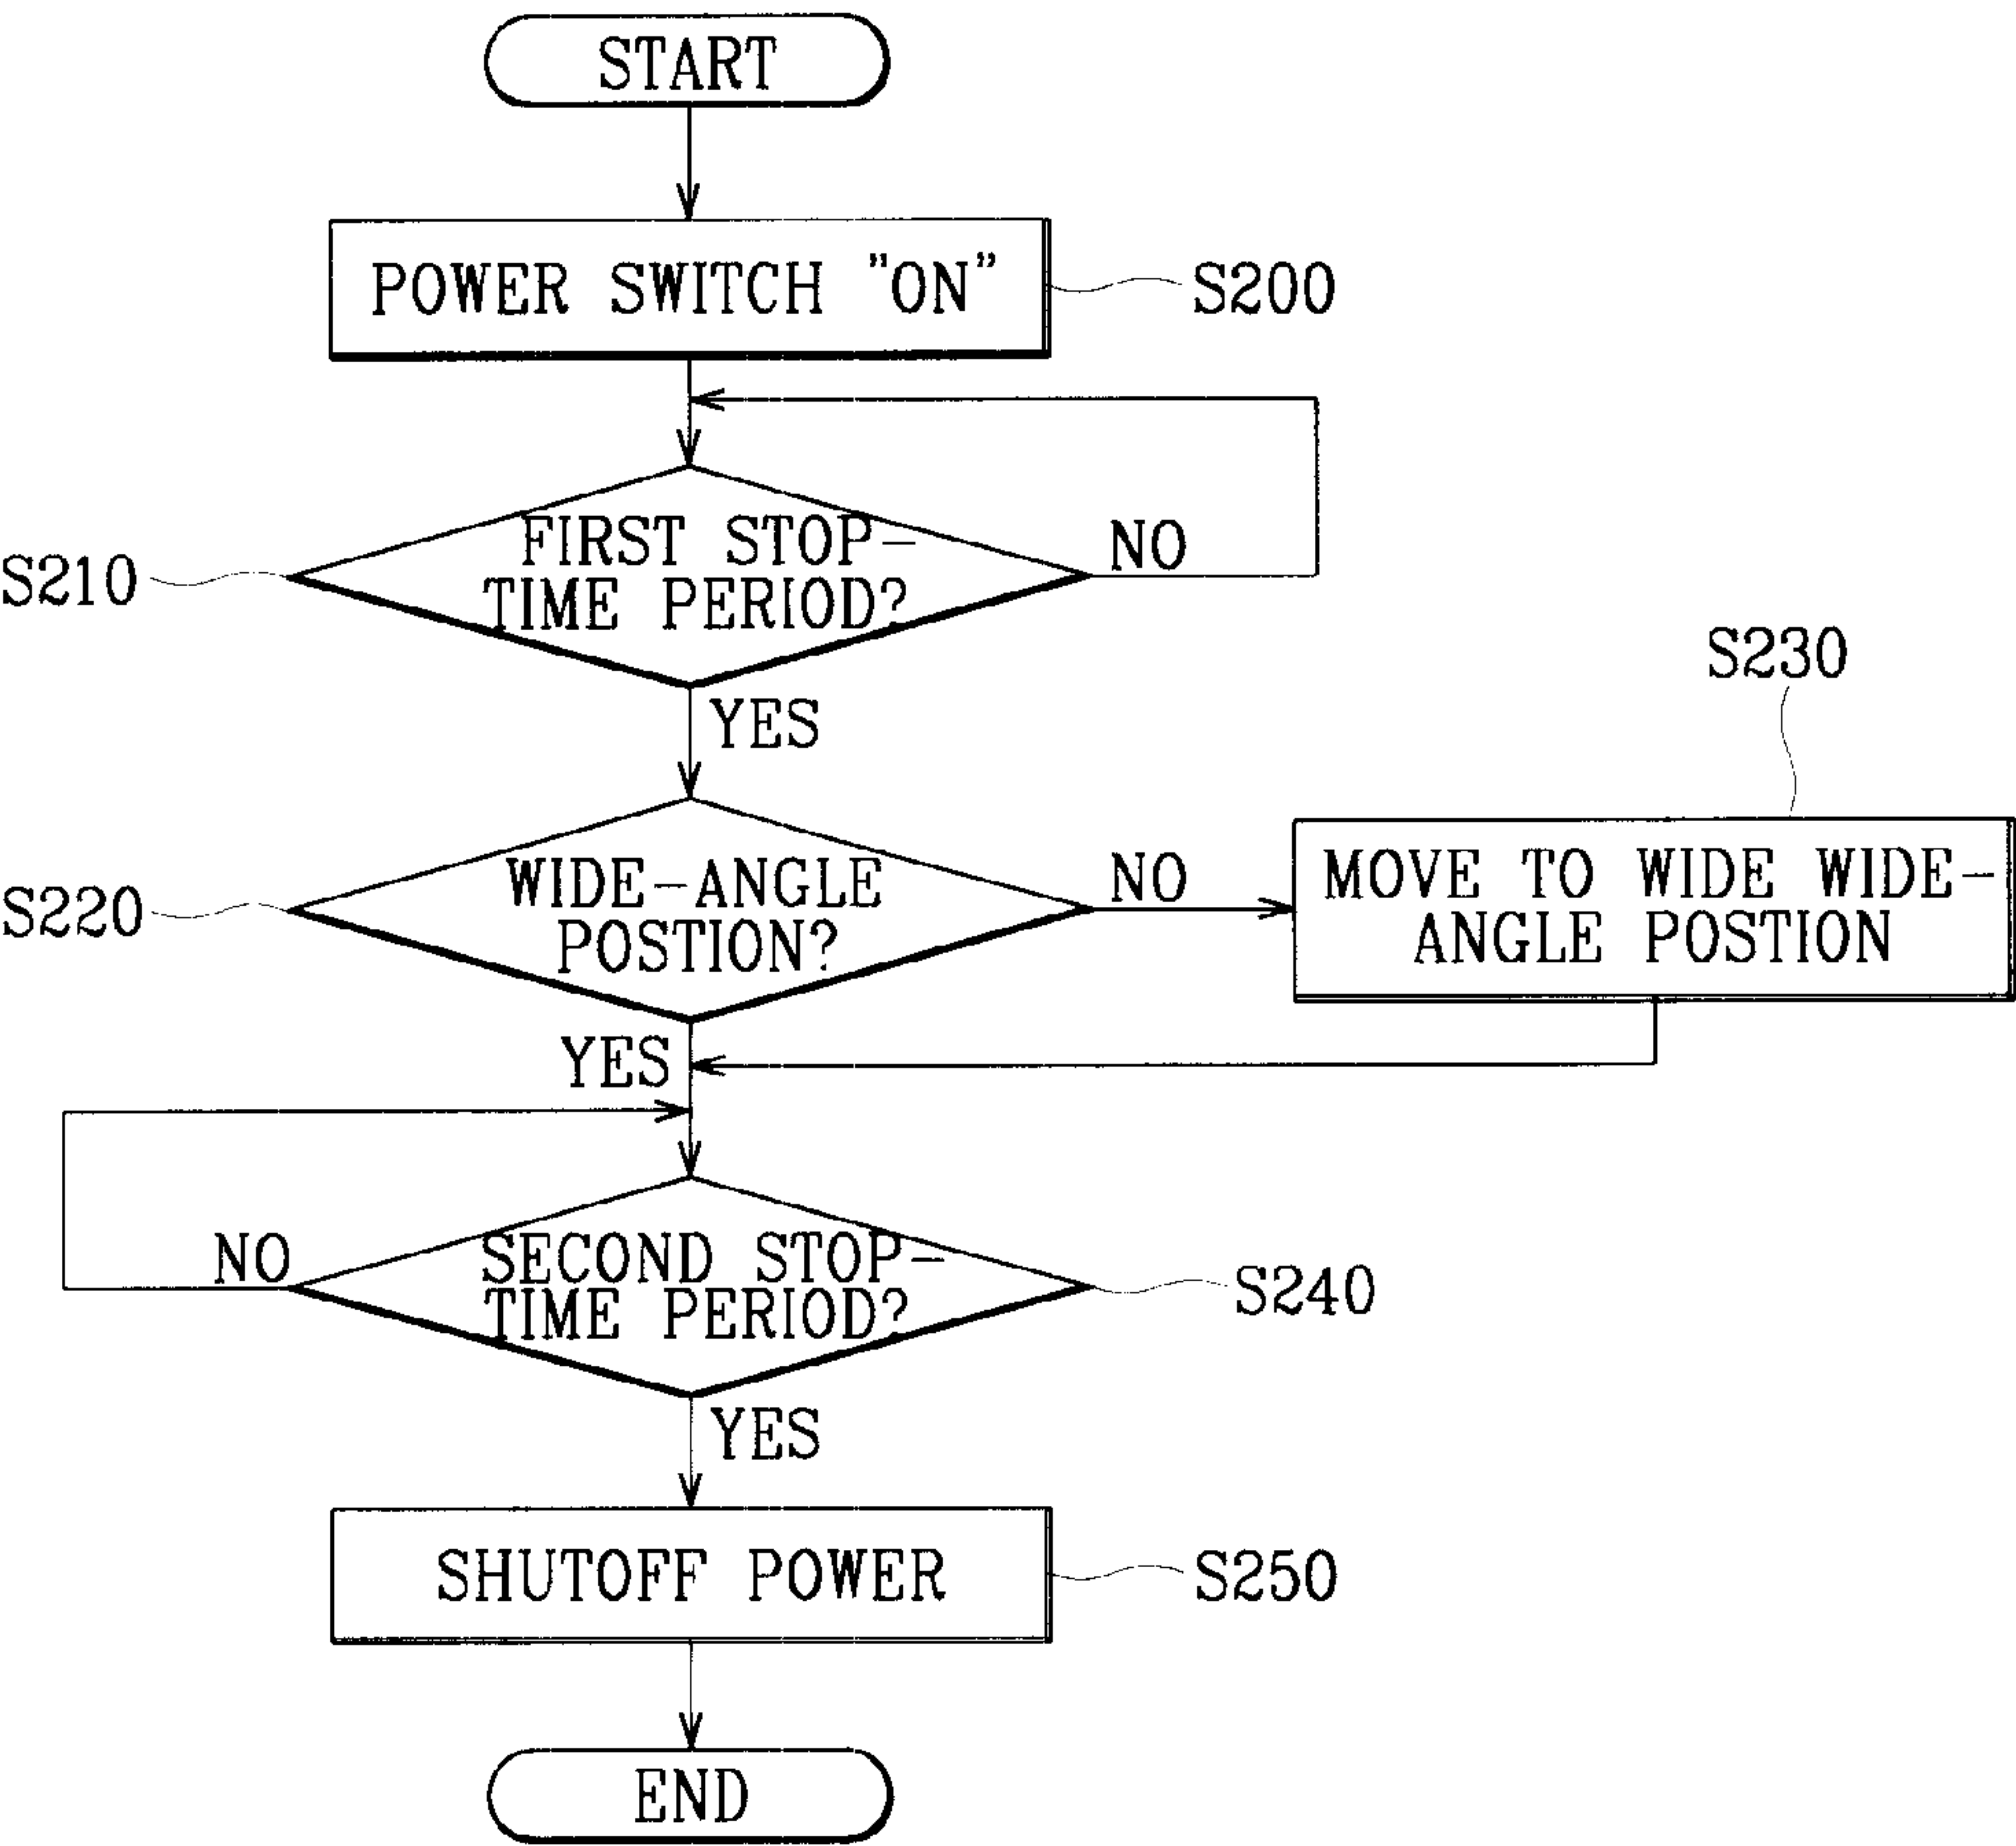 START
POWER SWITCH "ON"
S200
FIRST STOP-
TIME PERIOD?
NO
S210
YES
S230
WIDE-ANGLE
POSTION?
NO
S220
MOVE TO WIDE WIDE-
ANGLE POSTION
YES
NO
SECOND STOP-
TIME PERIOD?
S240
YES
SHUTOFF POWER
S250
END